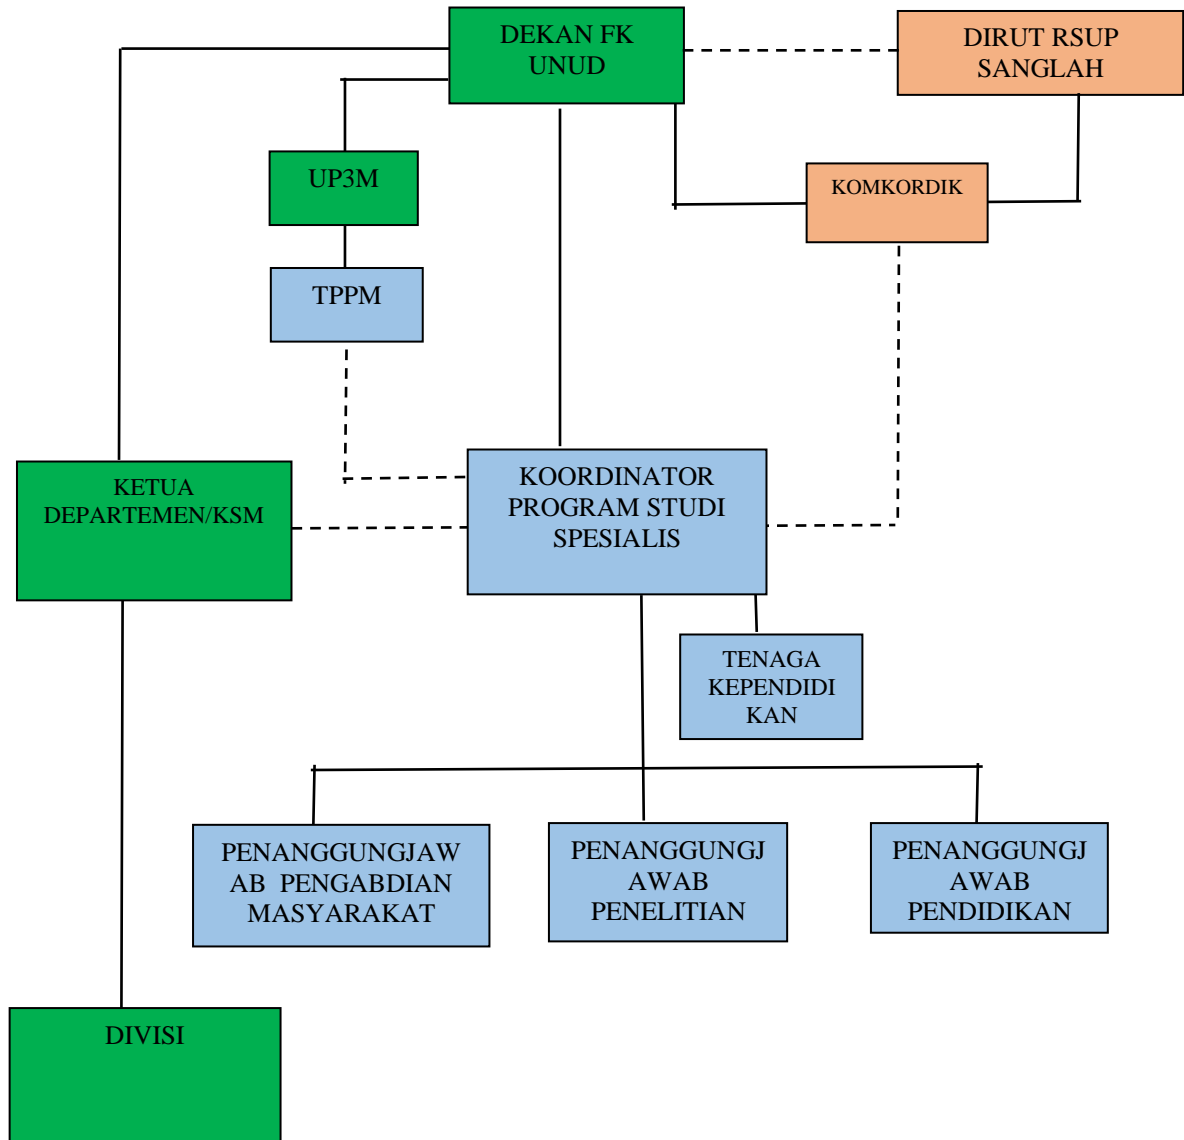 DEKAN FK
UNUD
DIRUT RSUP
SANGLAH
UP3M
KOMKORDIK
TPPM
KETUA
DEPARTEMEN/KSM
KOORDINATOR
PROGRAM STUDI
SPESIALIS
TENAGA
KEPENDIDI
KAN
PENANGGUNGJAW
AB PENGABDIAN
MASYARAKAT
PENANGGUNGJ
AWAB
PENELITIAN
PENANGGUNGJ
AWAB
PENDIDIKAN
DIVISI